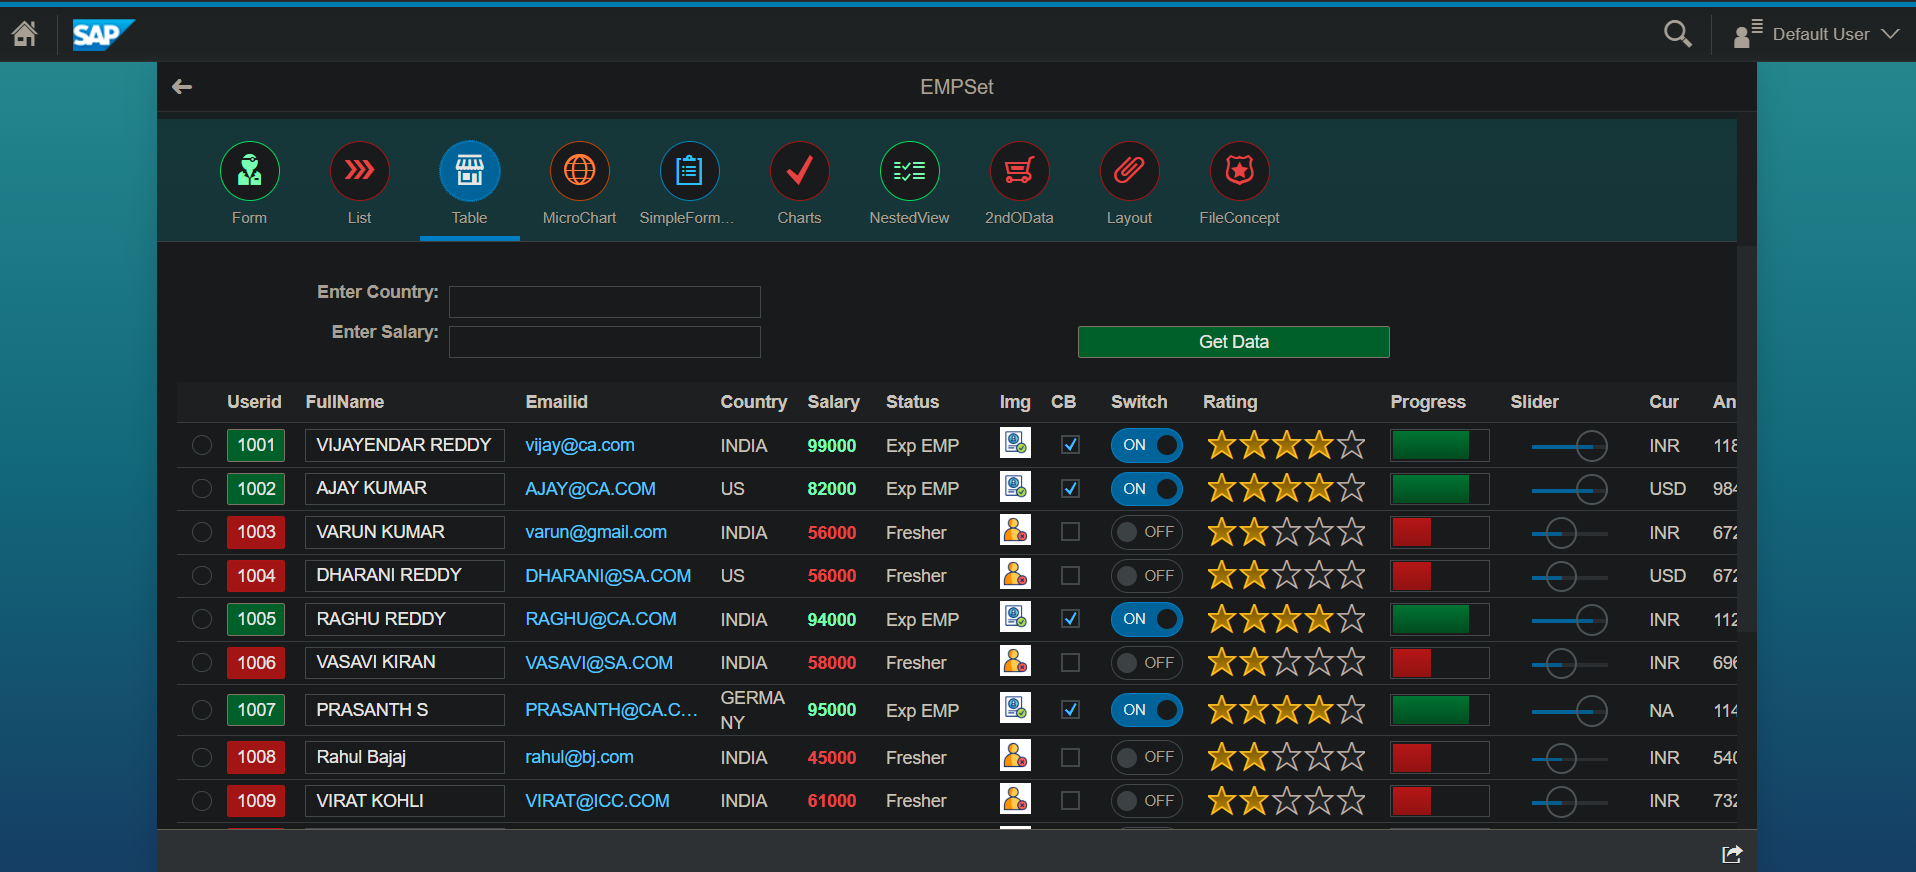 SAP
Default User
EMPSet
Form
List
Table
MicroChart
SimpleForm...
Charts
NestedView
2ndOData
Layout
FileConcept
Enter Country:
Enter Salary:
Get Data
Userid FullName Emailid Country Salary Status Img CB Switch Rating Progress Slider Cur An
1001 VIJAYENDAR REDDY vijay@ca.com INDIA 99000 Exp EMP ON INR 118
1002 AJAY KUMAR AJAY@CA.COM US 82000 Exp EMP ON USD 984
1003 VARUN KUMAR varun@gmail.com INDIA 56000 Fresher OFF INR 672
1004 DHARANI REDDY DHARANI@SA.COM US 56000 Fresher OFF USD 672
1005 RAGHU REDDY RAGHU@CA.COM INDIA 94000 Exp EMP ON INR 112
1006 VASAVI KIRAN VASAVI@SA.COM INDIA 58000 Fresher OFF INR 696
1007 PRASANTH S PRASANTH@CA.C... GERMA
NY 95000 Exp EMP ON NA 114
1008 Rahul Bajaj rahul@bj.com INDIA 45000 Fresher OFF INR 540
1009 VIRAT KOHLI VIRAT@ICC.COM INDIA 61000 Fresher OFF INR 732